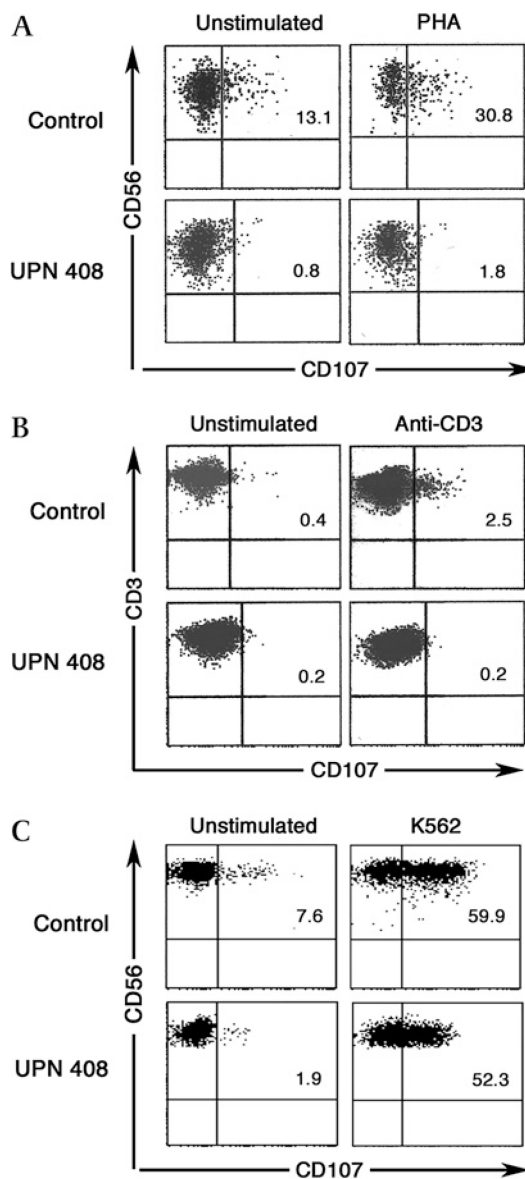 A
Unstimulated PHA
Control
13.1 30.8
CD56
UPN 408
0.8 1.8
CD107
B
Unstimulated Anti-CD3
Control
0.4 2.5
CD3
UPN 408
0.2 0.2
CD107
C
Unstimulated K562
Control
7.6 59.9
CD56
UPN 408
1.9 52.3
CD107